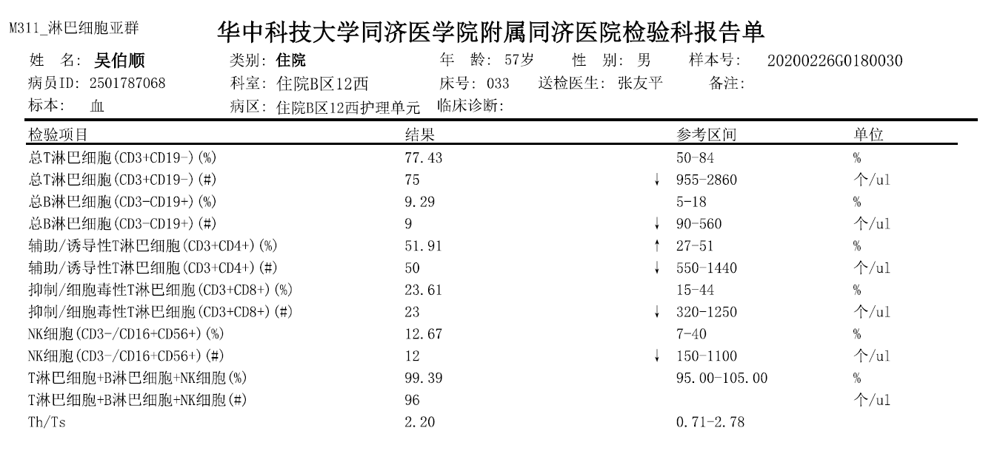 M311_淋巴细胞亚群
华中科技大学同济医学院附属同济医院检验科报告单
姓 名: 吴伯顺 类别: 住院 年 龄: 57岁 性 别: 男 样本号: 20200226G0180030
病员ID: 2501787068 科室: 住院B区12西 床号: 033 送检医生: 张友平 备注:
标本: 血 病区: 住院B区12西护理单元 临床诊断:
检验项目 结果 参考区间 单位
总T淋巴细胞(CD3+CD19-)(%) 77.43 50-84 %
总T淋巴细胞(CD3+CD19-)(#) 75 ↓ 955-2860 个/ul
总B淋巴细胞(CD3-CD19+)(%) 9.29 5-18 %
总B淋巴细胞(CD3-CD19+)(#) 9 ↓ 90-560 个/ul
辅助/诱导性T淋巴细胞(CD3+CD4+)(%) 51.91 ↑ 27-51 %
辅助/诱导性T淋巴细胞(CD3+CD4+)(#) 50 ↓ 550-1440 个/ul
抑制/细胞毒性T淋巴细胞(CD3+CD8+)(%) 23.61 15-44 %
抑制/细胞毒性T淋巴细胞(CD3+CD8+)(#) 23 ↓ 320-1250 个/ul
NK细胞(CD3-/CD16+CD56+)(%) 12.67 7-40 %
NK细胞(CD3-/CD16+CD56+)(#) 12 ↓ 150-1100 个/ul
T淋巴细胞+B淋巴细胞+NK细胞(%) 99.39 95.00-105.00 %
T淋巴细胞+B淋巴细胞+NK细胞(#) 96 个/ul
Th/Ts 2.20 0.71-2.78